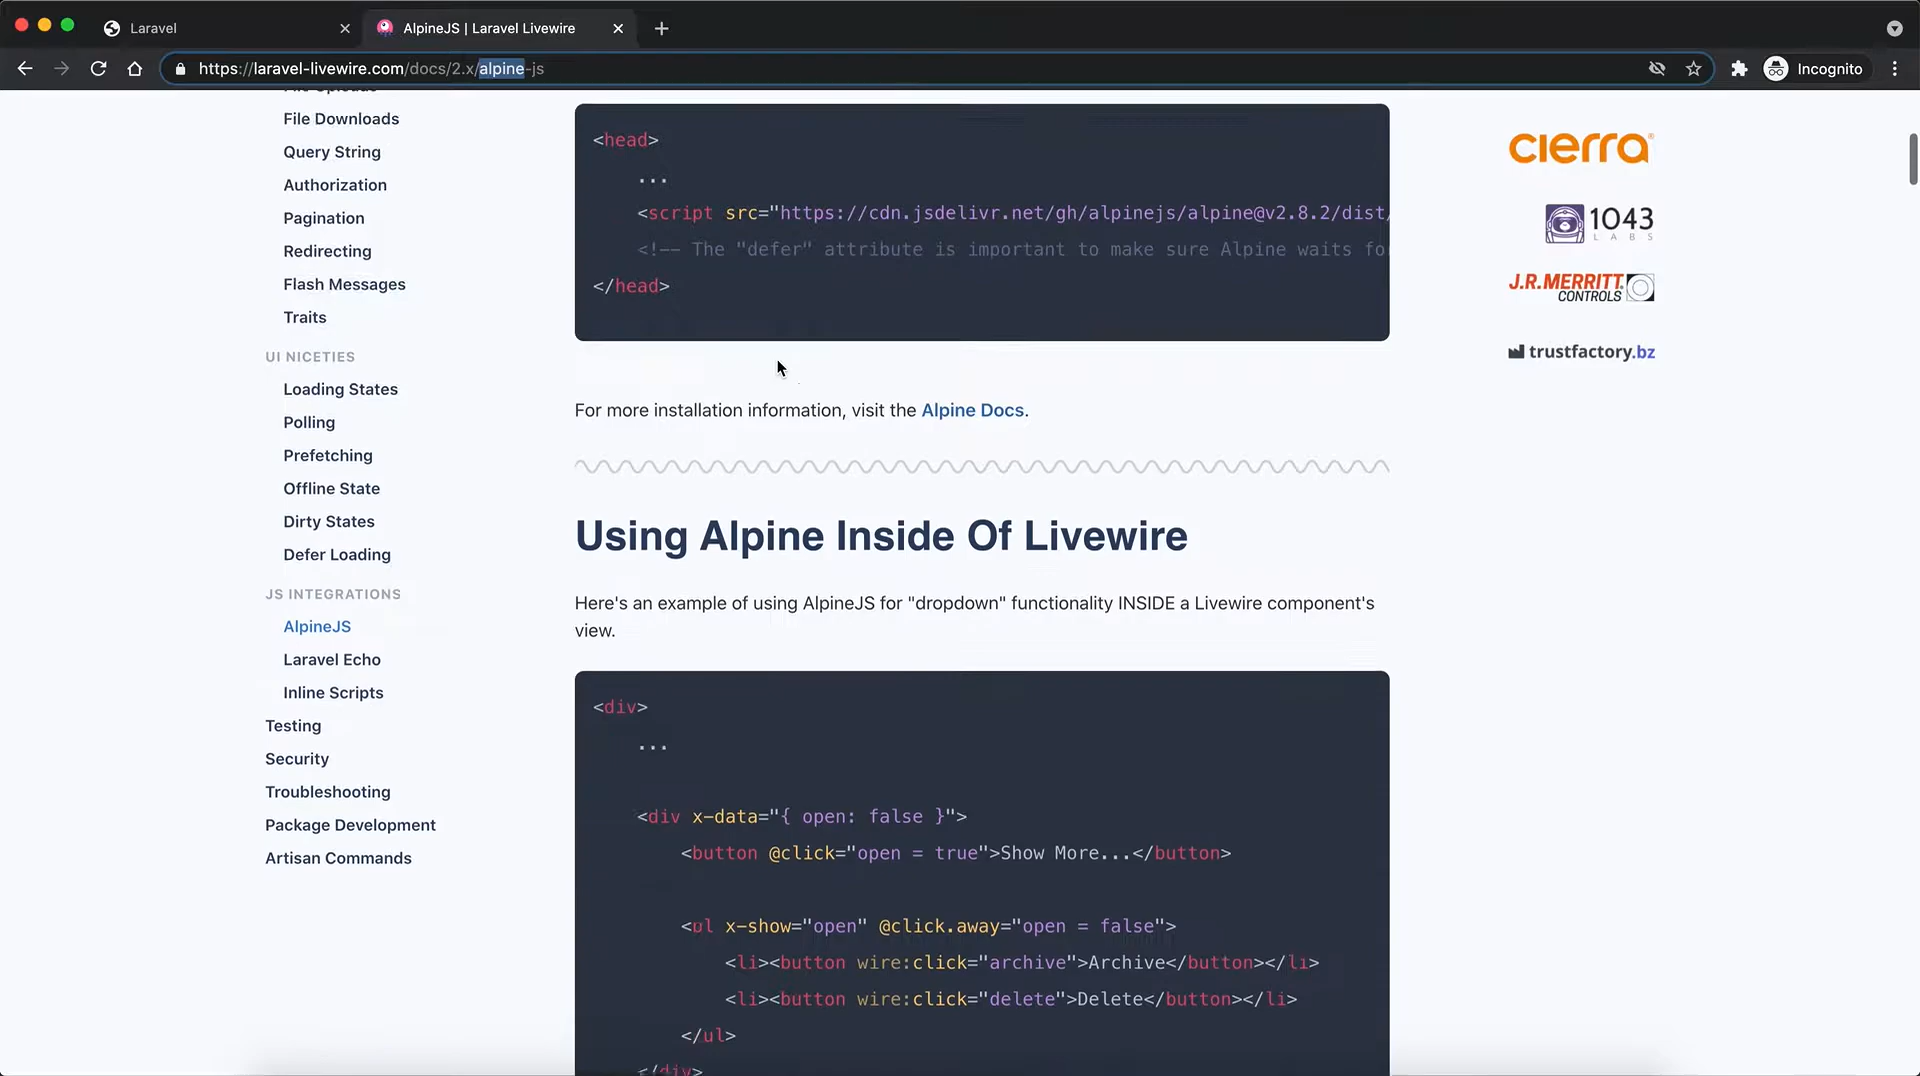 Laravel
AlpineJS | Laravel Livewire
https://laravel-livewire.com/docs/2.x/alpine-js
Incognito
File Uploads
File Downloads
Query String
Authorization
Pagination
Redirecting
Flash Messages
Traits
UI NICETIES
Loading States
Polling
Prefetching
Offline State
Dirty States
Defer Loading
JS INTEGRATIONS
AlpineJS
Laravel Echo
Inline Scripts
Testing
Security
Troubleshooting
Package Development
Artisan Commands
<head>
...
<script src="https://cdn.jsdelivr.net/gh/alpinejs/alpine@v2.8.2/dist/
<!-- The "defer" attribute is important to make sure Alpine waits fo
</head>
For more installation information, visit the Alpine Docs.
Using Alpine Inside Of Livewire
Here's an example of using AlpineJS for "dropdown" functionality INSIDE a Livewire component's
view.
<div>
...
<div x-data="{ open: false }">
<button @click="open = true">Show More...</button>
<ul x-show="open" @click.away="open = false">
<li><button wire:click="archive">Archive</button></li>
<li><button wire:click="delete">Delete</button></li>
</ul>
</div>
cierra
1043
LABS
J.R.MERRITT
CONTROLS
trustfactory.bz